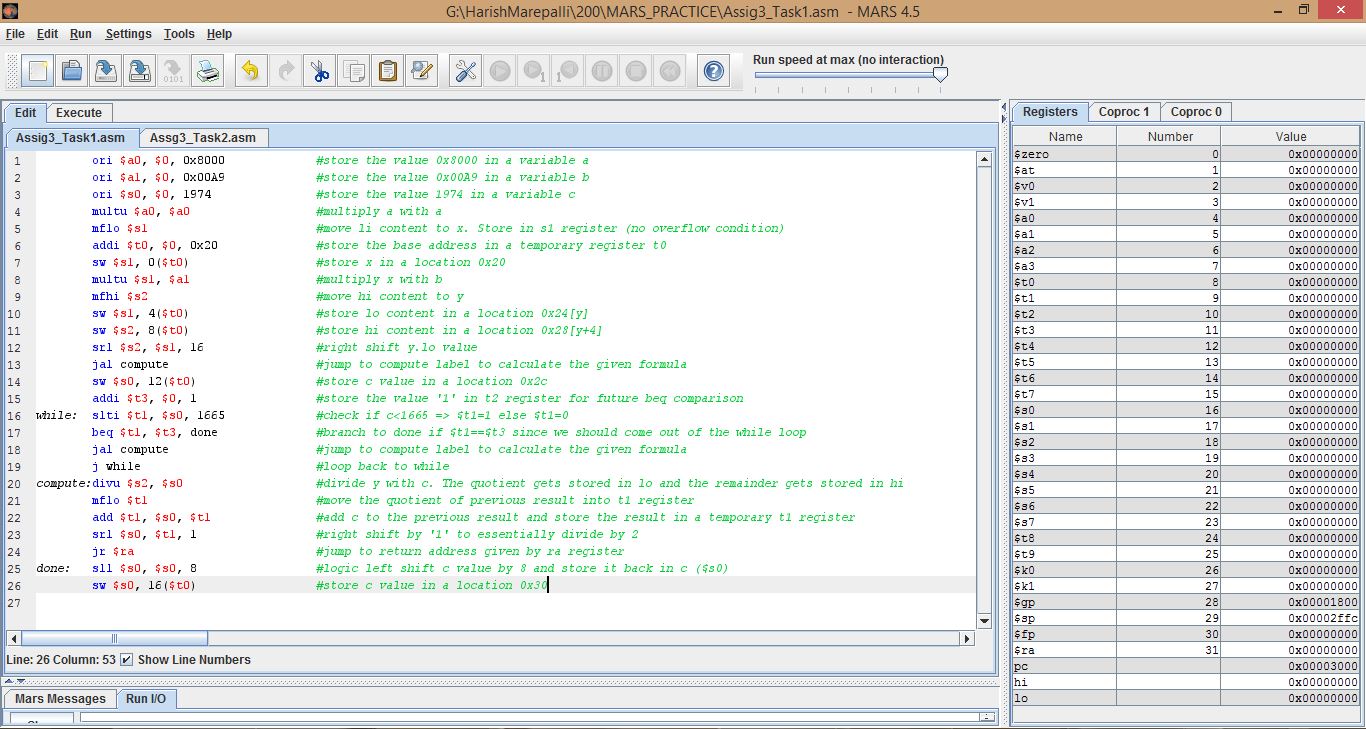 G:\HarishMarepalli\200\MARS_PRACTICE\Assig3_Task1.asm - MARS 4.5
File Edit Run Settings Tools Help
Run speed at max (no interaction)
Edit Execute
Assig3_Task1.asm Assg3_Task2.asm
1 ori $a0, $0, 0x8000 #store the value 0x8000 in a variable a
2 ori $a1, $0, 0x00A9 #store the value 0x00A9 in a variable b
3 ori $s0, $0, 1974 #store the value 1974 in a variable c
4 multu $a0, $a0 #multiply a with a
5 mflo $s1 #move li content to x. Store in s1 register (no overflow condition)
6 addi $t0, $0, 0x20 #store the base address in a temporary register t0
7 sw $s1, 0($t0) #store x in a location 0x20
8 multu $s1, $a1 #multiply x with b
9 mfhi $s2 #move hi content to y
10 sw $s1, 4($t0) #store lo content in a location 0x24[y]
11 sw $s2, 8($t0) #store hi content in a location 0x28[y+4]
12 srl $s2, $s1, 16 #right shift y.lo value
13 jal compute #jump to compute label to calculate the given formula
14 sw $s0, 12($t0) #store c value in a location 0x2c
15 addi $t3, $0, 1 #store the value '1' in t2 register for future beq comparison
16 while: slti $t1, $s0, 1665 #check if c<1665 => $t1=1 else $t1=0
17 beq $t1, $t3, done #branch to done if $t1==$t3 since we should come out of the while loop
18 jal compute #jump to compute label to calculate the given formula
19 j while #loop back to while
20 compute:divu $s2, $s0 #divide y with c. The quotient gets stored in lo and the remainder gets stored in hi
21 mflo $t1 #move the quotient of previous result into t1 register
22 add $t1, $s0, $t1 #add c to the previous result and store the result in a temporary t1 register
23 srl $s0, $t1, 1 #right shift by '1' to essentially divide by 2
24 jr $ra #jump to return address given by ra register
25 done: sll $s0, $s0, 8 #logic left shift c value by 8 and store it back in c ($s0)
26 sw $s0, 16($t0) #store c value in a location 0x30
27
Line: 26 Column: 53 Show Line Numbers
Mars Messages Run I/O
Registers Coproc 1 Coproc 0
Name Number Value
$zero 0 0x00000000
$at 1 0x00000000
$v0 2 0x00000000
$v1 3 0x00000000
$a0 4 0x00000000
$a1 5 0x00000000
$a2 6 0x00000000
$a3 7 0x00000000
$t0 8 0x00000000
$t1 9 0x00000000
$t2 10 0x00000000
$t3 11 0x00000000
$t4 12 0x00000000
$t5 13 0x00000000
$t6 14 0x00000000
$t7 15 0x00000000
$s0 16 0x00000000
$s1 17 0x00000000
$s2 18 0x00000000
$s3 19 0x00000000
$s4 20 0x00000000
$s5 21 0x00000000
$s6 22 0x00000000
$s7 23 0x00000000
$t8 24 0x00000000
$t9 25 0x00000000
$k0 26 0x00000000
$k1 27 0x00000000
$gp 28 0x00001800
$sp 29 0x00002ffc
$fp 30 0x00000000
$ra 31 0x00000000
pc 0x00003000
hi 0x00000000
lo 0x00000000